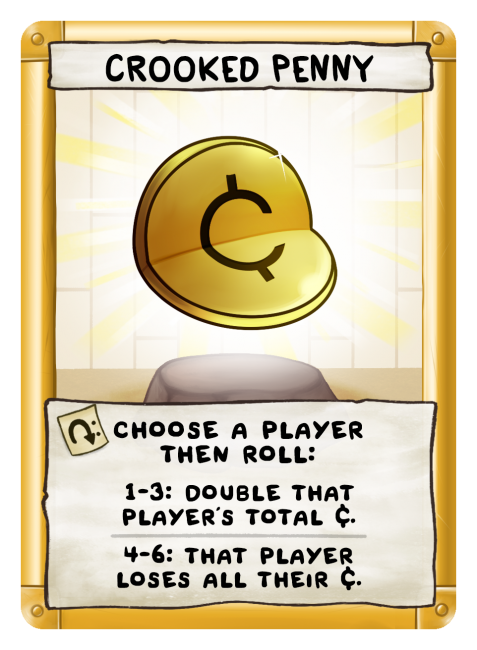 CROOKED PENNY
¢
CHOOSE A PLAYER
THEN ROLL:
1-3: DOUBLE THAT
PLAYER'S TOTAL ¢.
4-6: THAT PLAYER
LOSES ALL THEIR ¢.